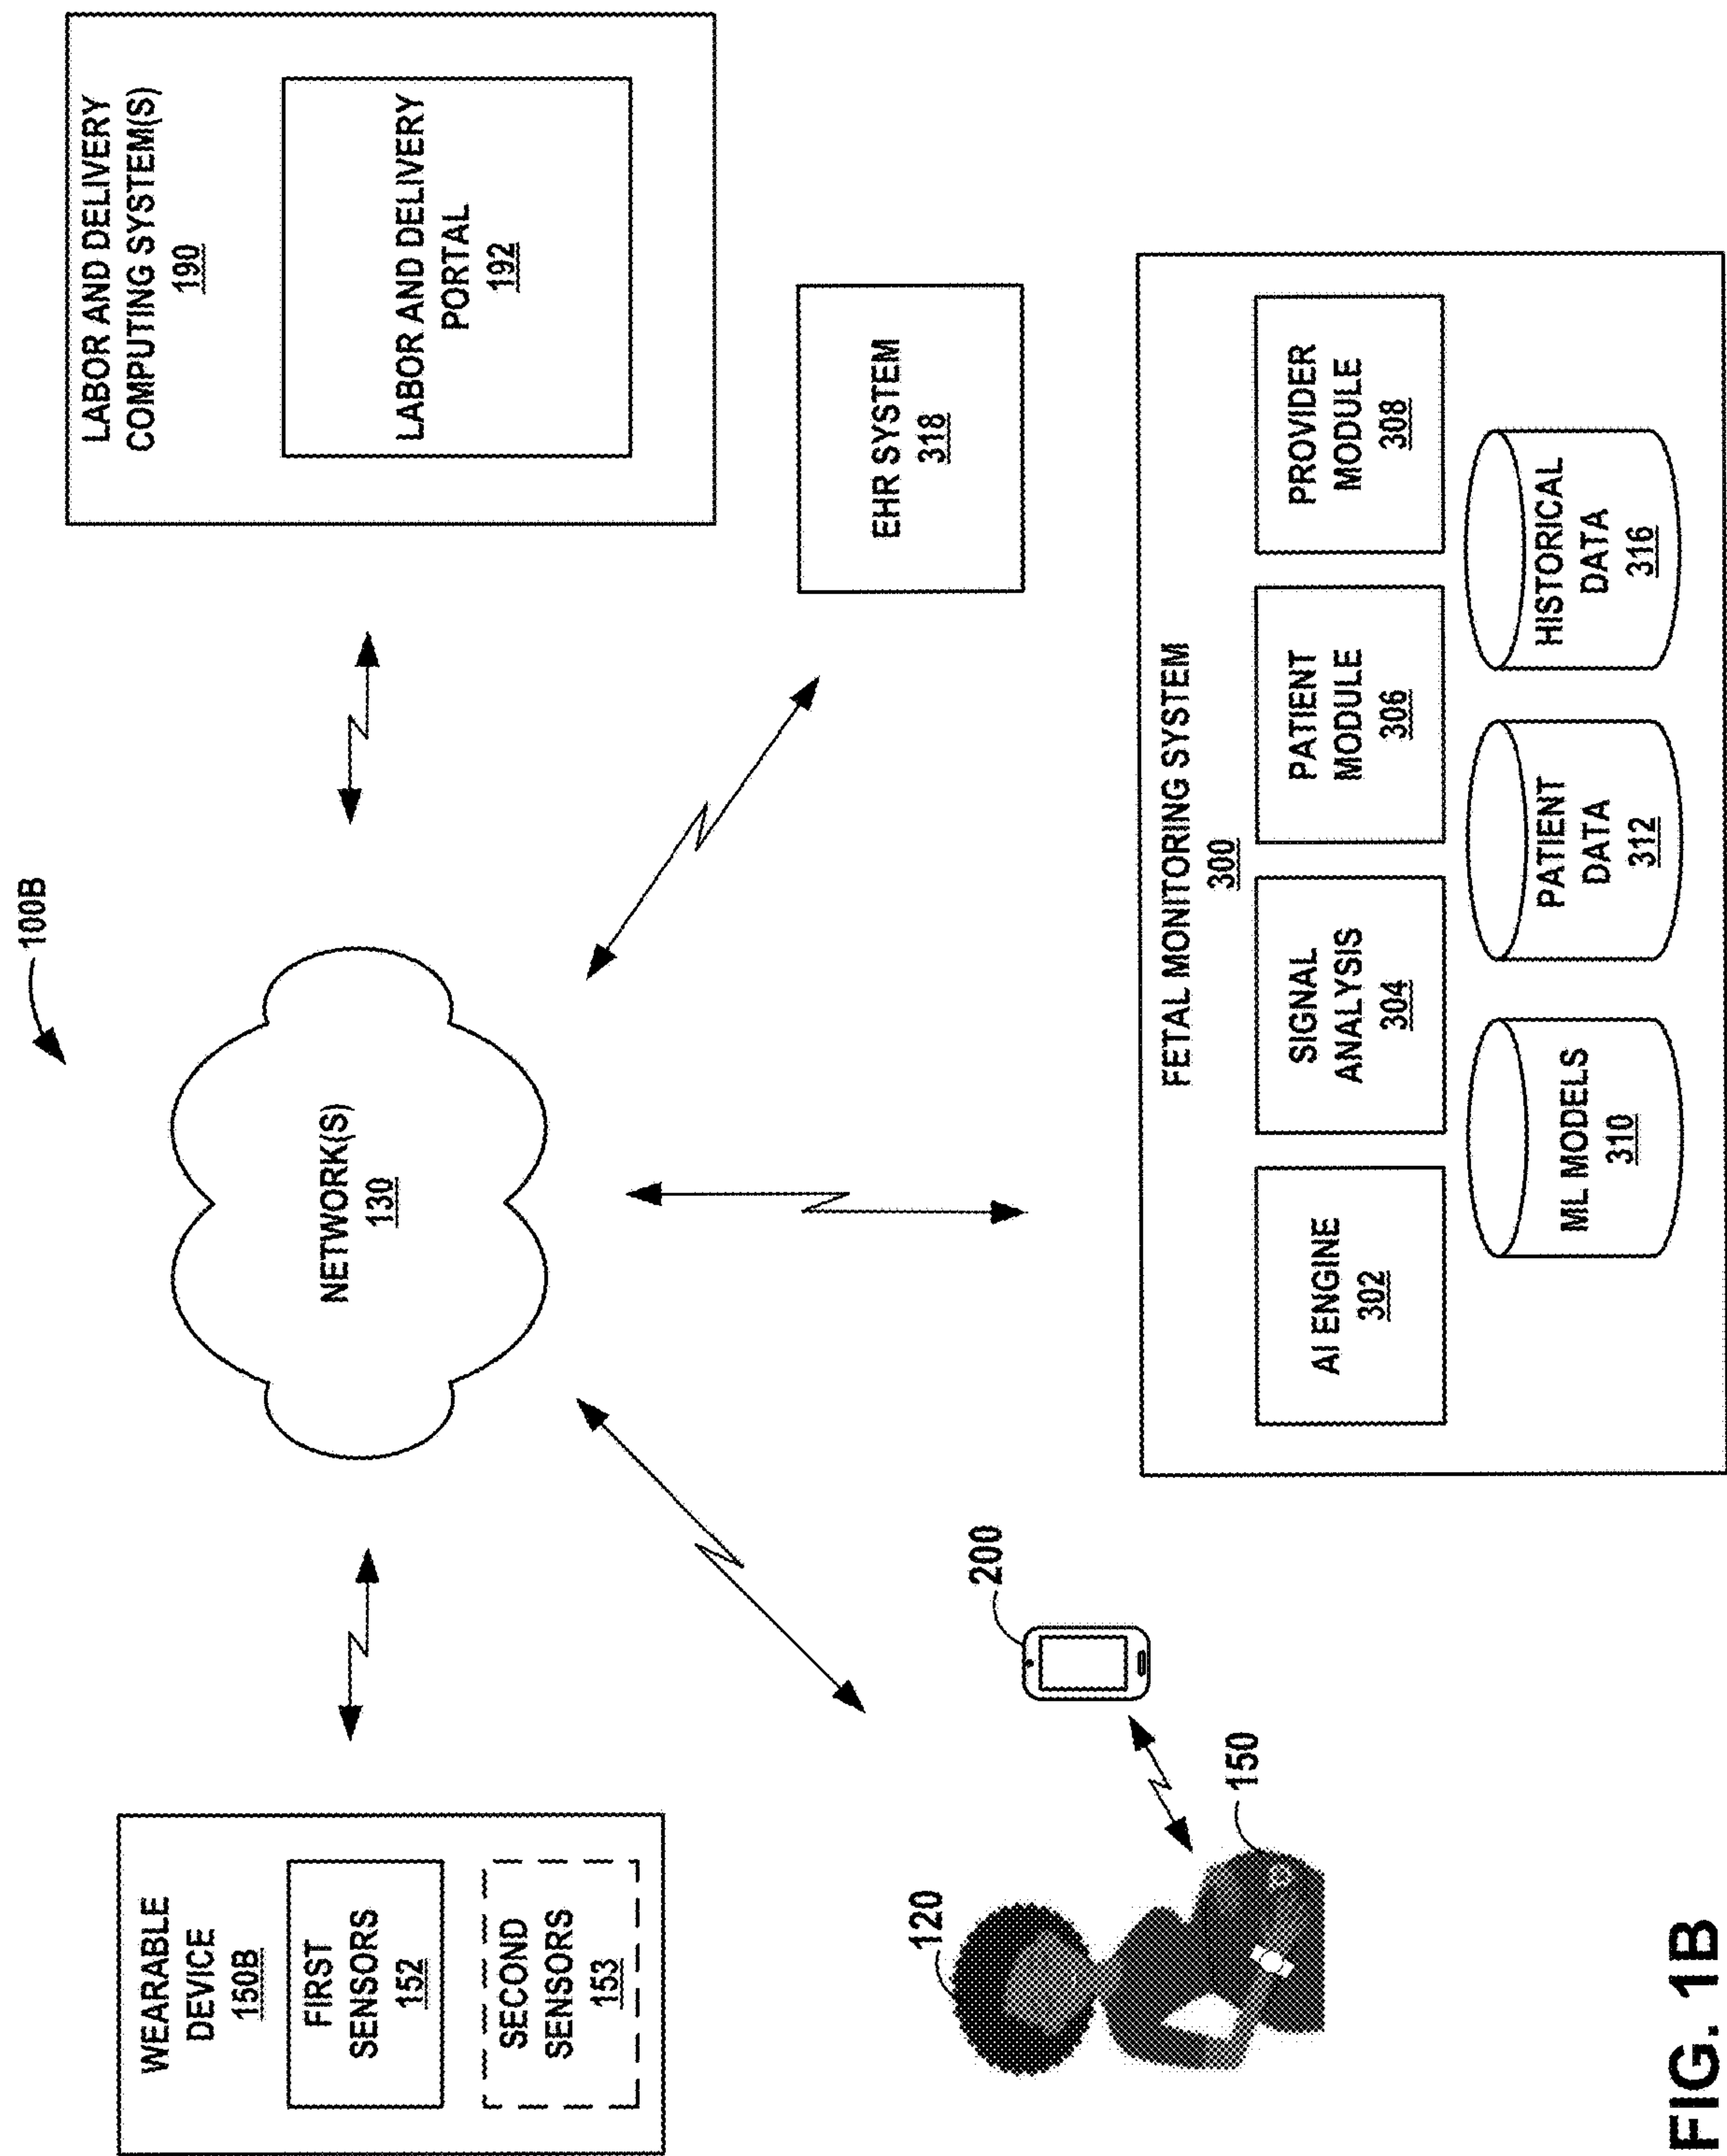 100B
WEARABLE
DEVICE
150B
FIRST
SENSORS
152
SECOND
SENSORS
153
NETWORK(S)
130
LABOR AND DELIVERY
COMPUTING SYSTEM(S)
190
LABOR AND DELIVERY
PORTAL
192
EHR SYSTEM
318
120
200
150
FETAL MONITORING SYSTEM
300
AI ENGINE
302
SIGNAL
ANALYSIS
304
PATIENT
MODULE
306
PROVIDER
MODULE
308
ML MODELS
310
PATIENT
DATA
312
HISTORICAL
DATA
316
FIG. 1B